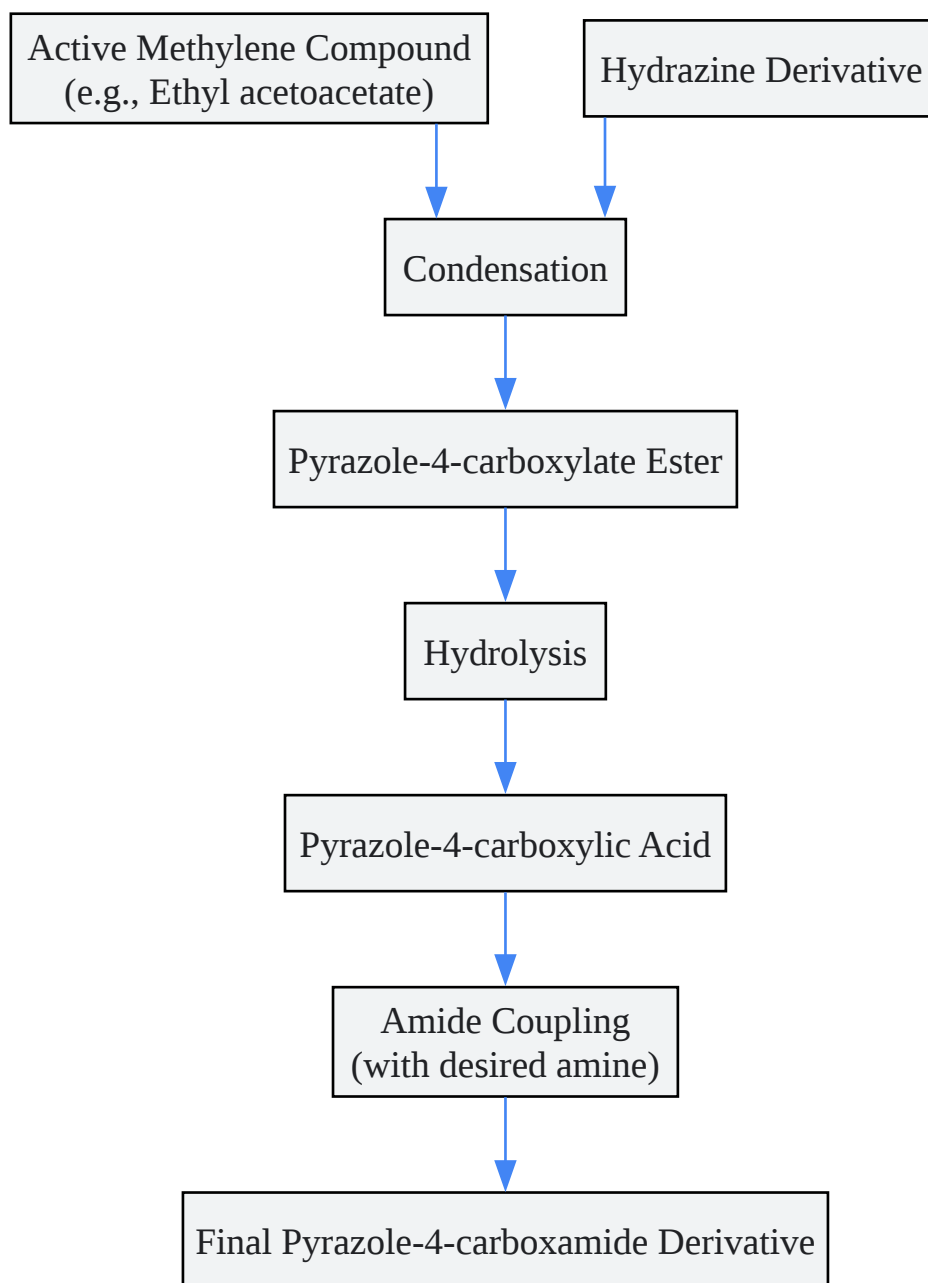 Active Methylene Compound
(e.g., Ethyl acetoacetate)
Hydrazine Derivative
Condensation
Pyrazole-4-carboxylate Ester
Hydrolysis
Pyrazole-4-carboxylic Acid
Amide Coupling
(with desired amine)
Final Pyrazole-4-carboxamide Derivative